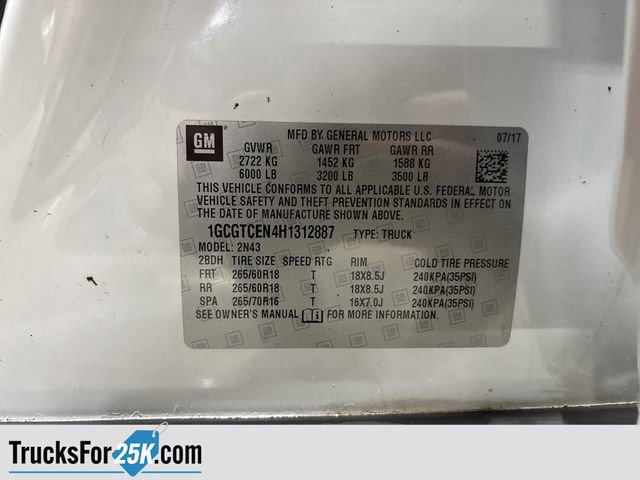 GM
MFD BY GENERAL MOTORS LLC 07/17
GVWR GAWR FRT GAWR RR
2722 KG 1452 KG 1588 KG
6000 LB 3200 LB 3500 LB
THIS VEHICLE CONFORMS TO ALL APPLICABLE U.S. FEDERAL MOTOR
VEHICLE SAFETY AND THEFT PREVENTION STANDARDS IN EFFECT ON
THE DATE OF MANUFACTURE SHOWN ABOVE.
1GCGTCEN4H1312887 TYPE: TRUCK
MODEL: 2N43
2BDH TIRE SIZE SPEED RTG RIM COLD TIRE PRESSURE
FRT 265/60R18 T 18X8.5J 240KPA(35PSI)
RR 265/60R18 T 18X8.5J 240KPA(35PSI)
SPA 265/70R16 T 16X7.0J 240KPA(35PSI)
SEE OWNER'S MANUAL FOR MORE INFORMATION.
TrucksFor25K.com